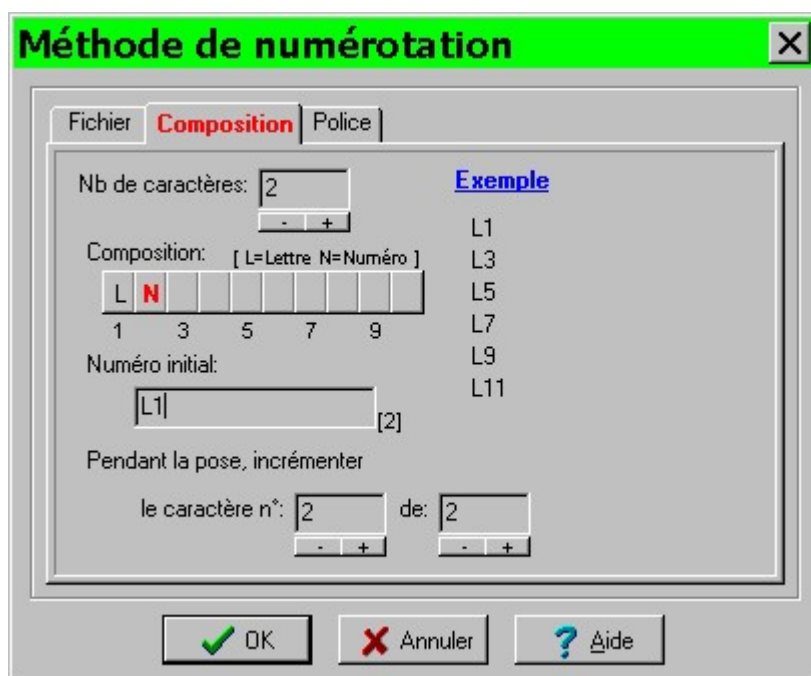 Méthode de numérotation
Fichier Composition Police
Nb de caractères: 2
- +
Composition: [ L=Lettre N=Numéro ]
L N
1 3 5 7 9
Numéro initial:
L1
[2]
Pendant la pose, incrémenter
le caractère n°: 2 de: 2
- + - +
Exemple
L1
L3
L5
L7
L9
L11
OK Annuler ? Aide